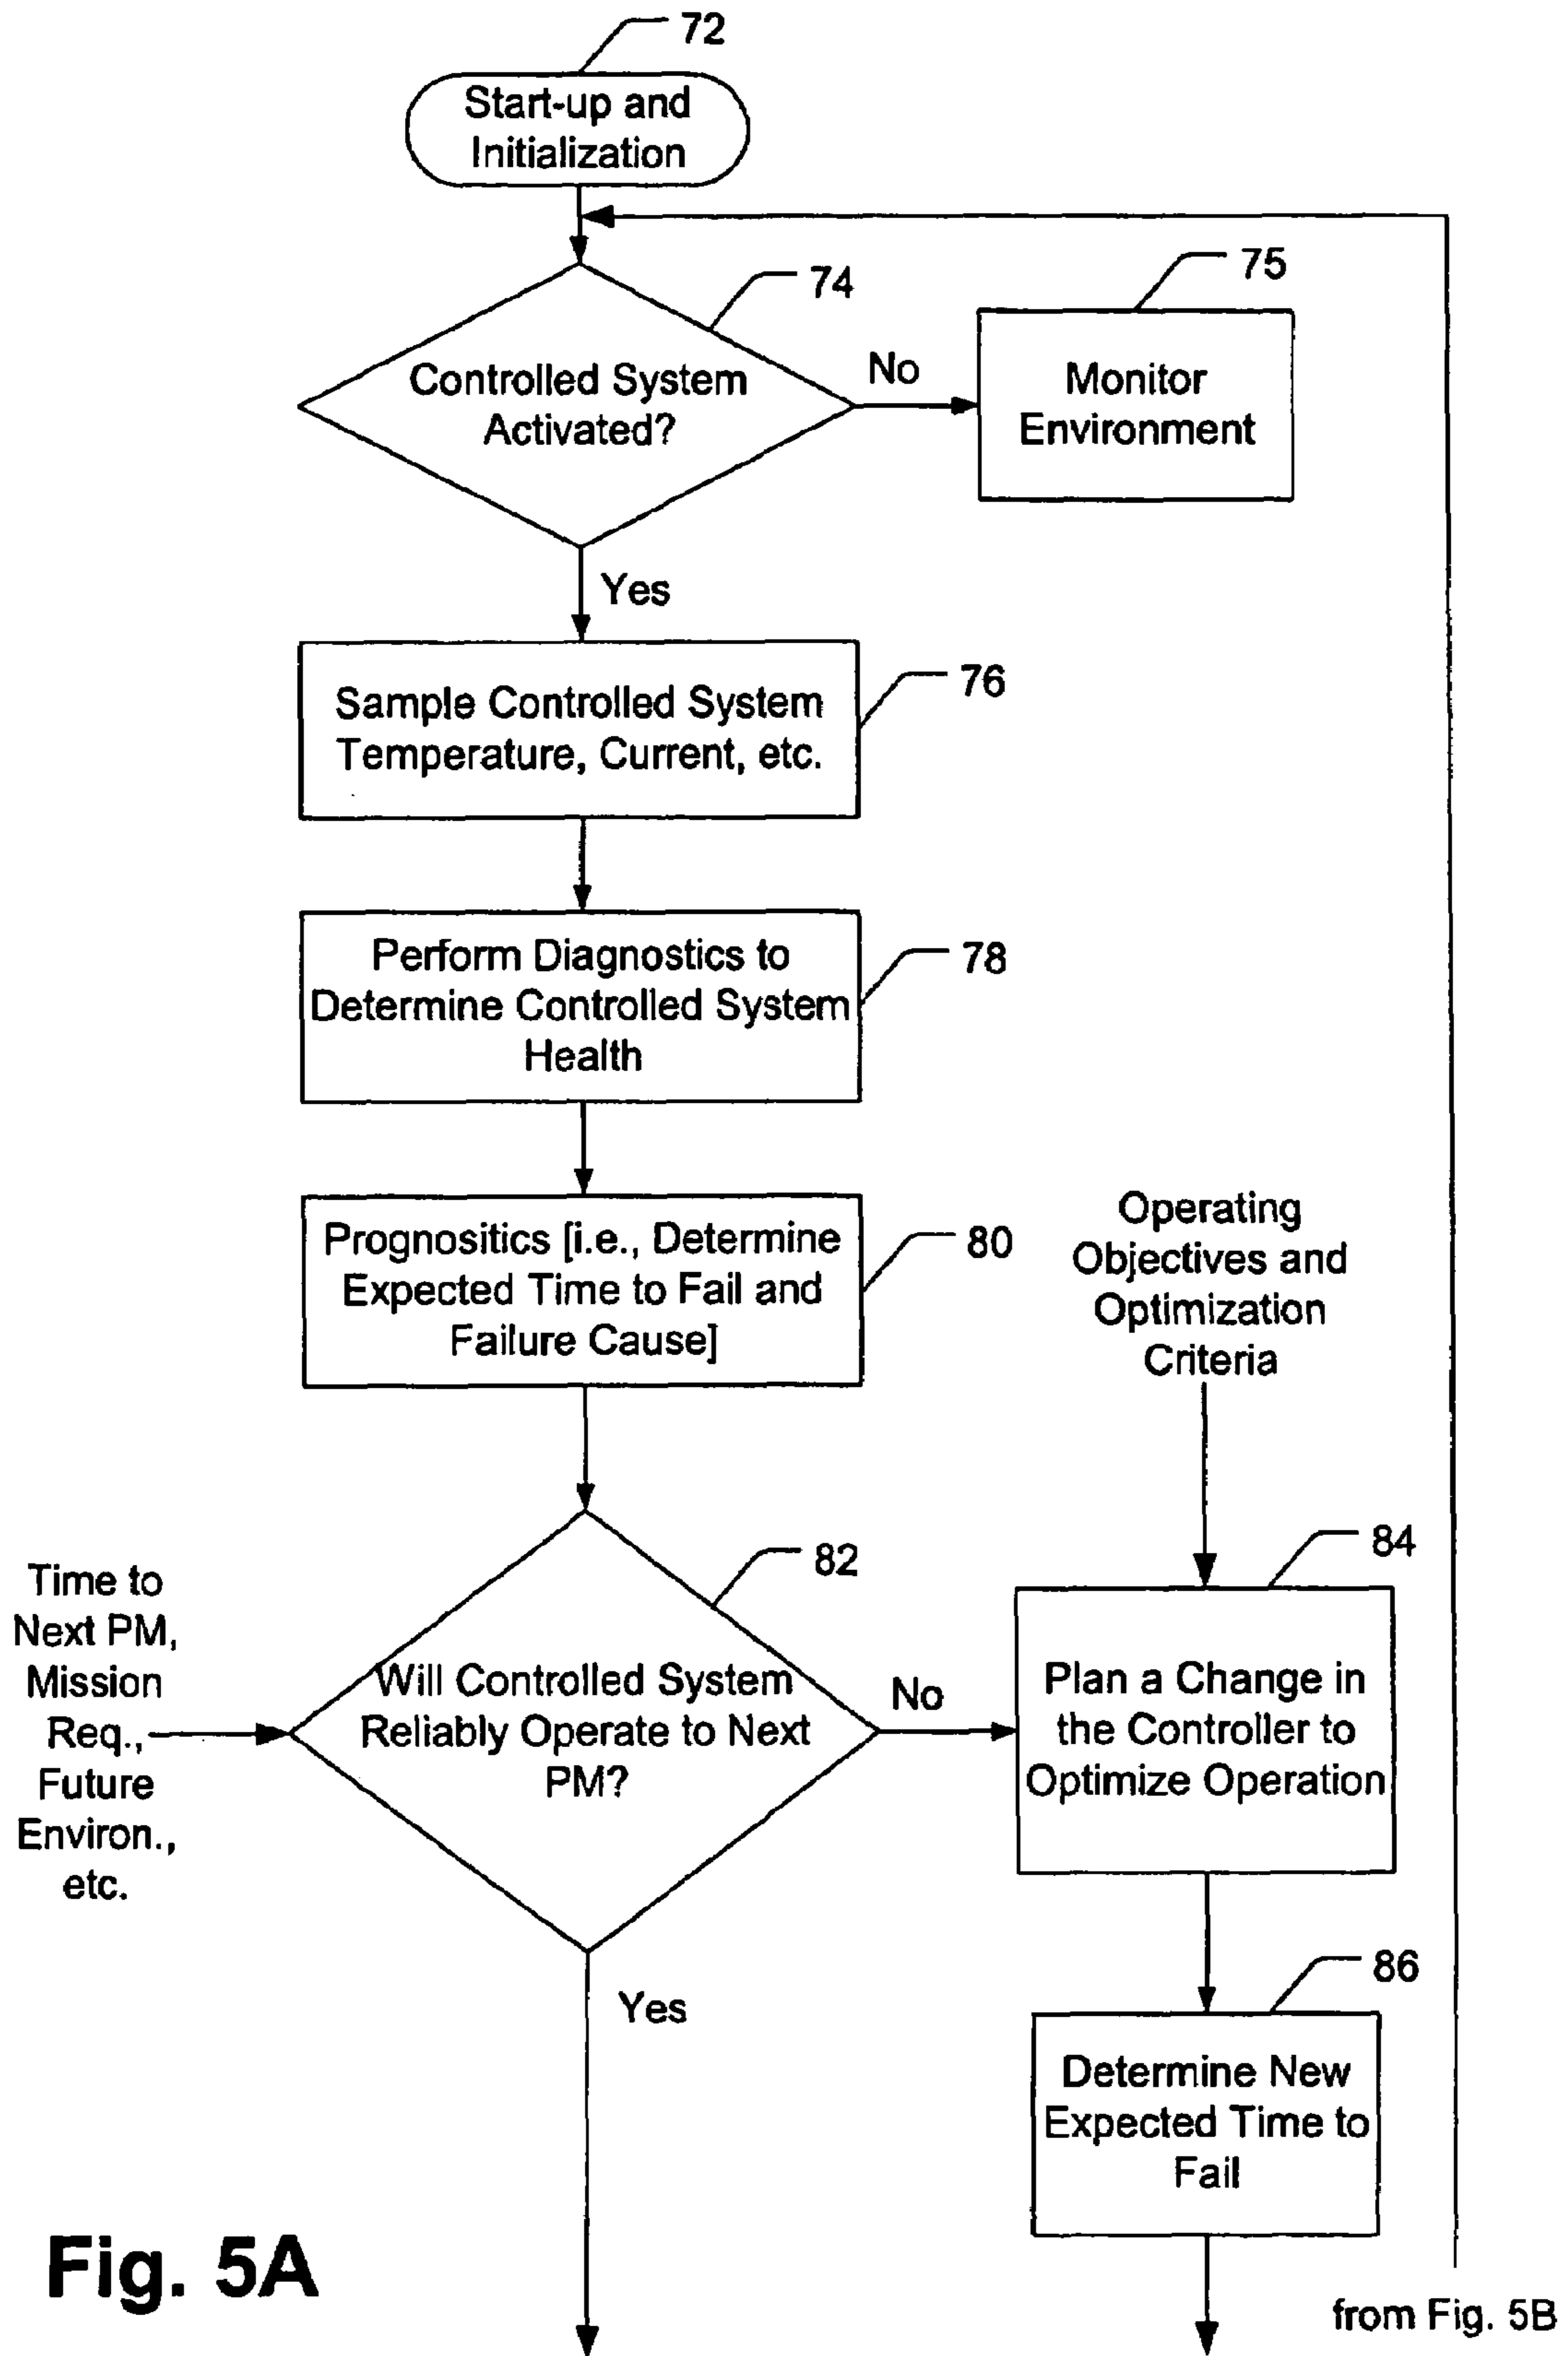 72
Start-up and
Initialization
74
Controlled System
Activated?
No
75
Monitor
Environment
Yes
76
Sample Controlled System
Temperature, Current, etc.
78
Perform Diagnostics to
Determine Controlled System
Health
80
Prognositics [i.e., Determine
Expected Time to Fail and
Failure Cause]
Operating
Objectives and
Optimization
Criteria
Time to
Next PM,
Mission
Req.,
Future
Environ.,
etc.
82
Will Controlled System
Reliably Operate to Next
PM?
No
84
Plan a Change in
the Controller to
Optimize Operation
Yes
86
Determine New
Expected Time to
Fail
Fig. 5A
from Fig. 5B